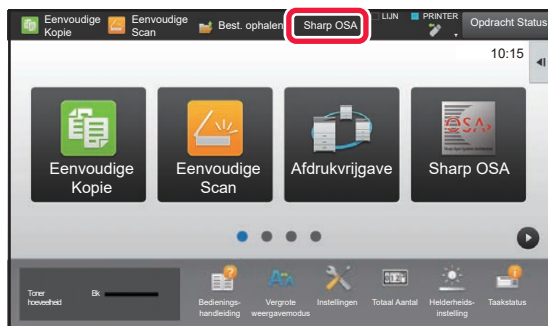 Eenvoudige
Kopie
Eenvoudige
Scan
Best. ophalen
Sharp OSA
LIJN
PRINTER
Opdracht Status
10:15
Eenvoudige
Kopie
Eenvoudige
Scan
Afdrukvrijgave
OSA
Sharp OSA
Toner
hoeveelheid
Bk
Bedienings-
handleiding
Vergrote
weergavemodus
Instellingen
Totaal Aantal
Helderheids-
instelling
Taakstatus